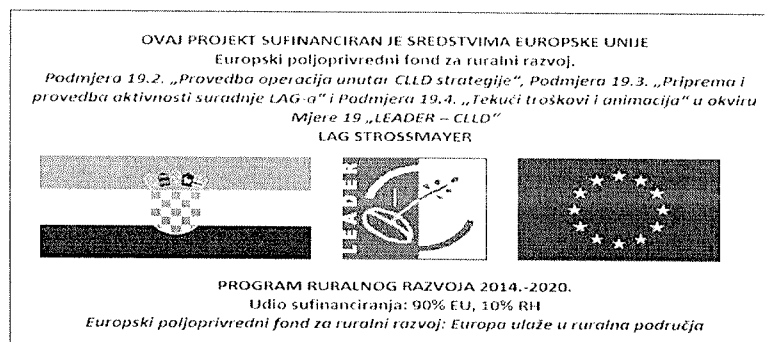 OVAJ PROJEKT SUFINANCIRAN JE SREDSTVIMA EUROPSKE UNIJE
Europski poljoprivredni fond za ruralni razvoj.
Podmjera 19.2. „Provedba operacija unutar CLLD strategije“, Podmjera 19.3. „Priprema i
provedba aktivnosti suradnje LAG-a“ i Podmjera 19.4. „Tekući troškovi i animacija“ u okviru
Mjere 19 „LEADER – CLLD“
LAG STROSSMAYER
LEADER
PROGRAM RURALNOG RAZVOJA 2014.-2020.
Udio sufinanciranja: 90% EU, 10% RH
Europski poljoprivredni fond za ruralni razvoj: Europa ulaže u ruralna područja